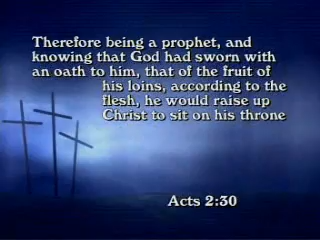 Therefore being a prophet, and
knowing that God had sworn with
an oath to him, that of the fruit of
his loins, according to the
flesh, he would raise up
Christ to sit on his throne
Acts 2:30